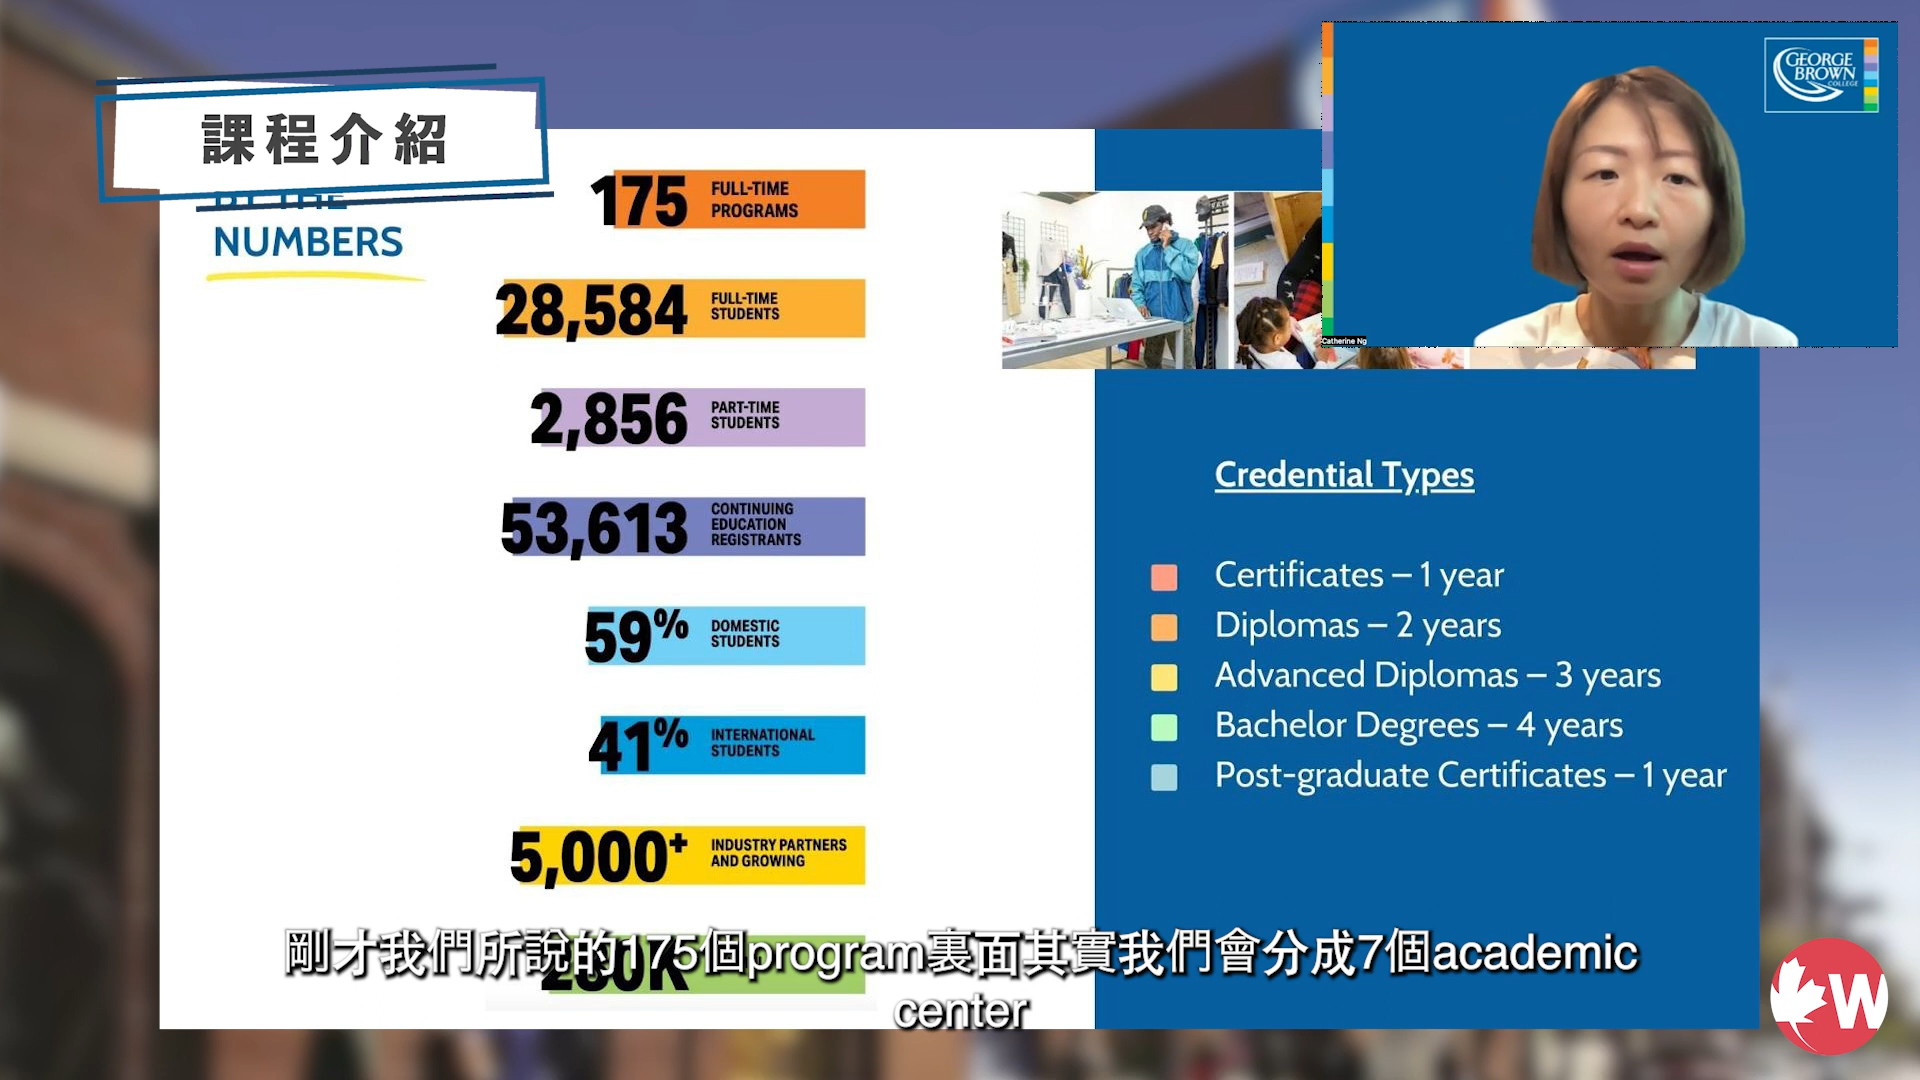 課程介紹
BY THE
NUMBERS
175 FULL-TIME
PROGRAMS
28,584 FULL-TIME
STUDENTS
2,856 PART-TIME
STUDENTS
53,613 CONTINUING
EDUCATION
REGISTRANTS
59% DOMESTIC
STUDENTS
41% INTERNATIONAL
STUDENTS
5,000+ INDUSTRY PARTNERS
AND GROWING
GEORGE
BROWN
COLLEGE
Catherine Ng
Credential Types
Certificates – 1 year
Diplomas – 2 years
Advanced Diplomas – 3 years
Bachelor Degrees – 4 years
Post-graduate Certificates – 1 year
剛才我們所說的175個program裏面其實我們會分成7個academic
center
W